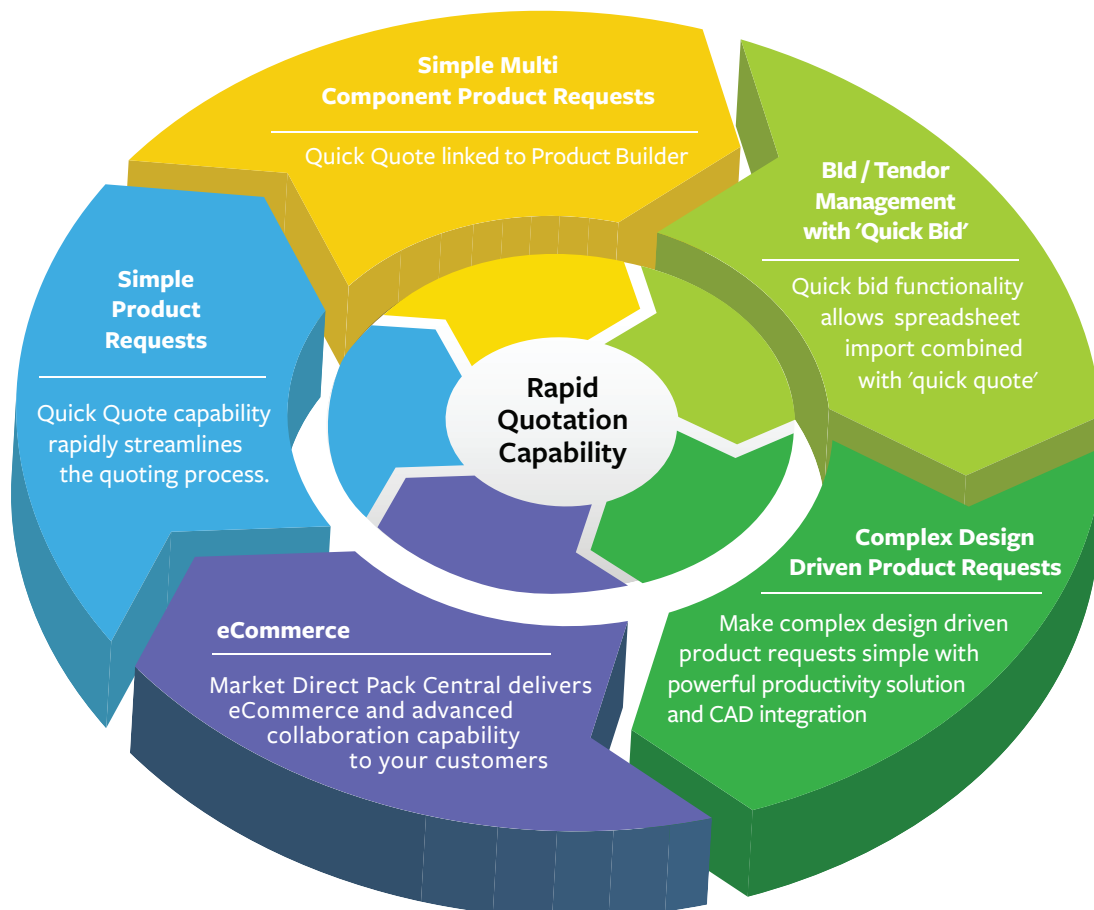 Simple Multi
Component Product Requests
Quick Quote linked to Product Builder
BId / Tendor
Management
with 'Quick Bid'
Quick bid functionality
allows spreadsheet
import combined
with 'quick quote'
Simple
Product
Requests
Quick Quote capability
rapidly streamlines
the quoting process.
Rapid
Quotation
Capability
Complex Design
Driven Product Requests
Make complex design driven
product requests simple with
powerful productivity solution
and CAD integration
eCommerce
Market Direct Pack Central delivers
eCommerce and advanced
collaboration capability
to your customers